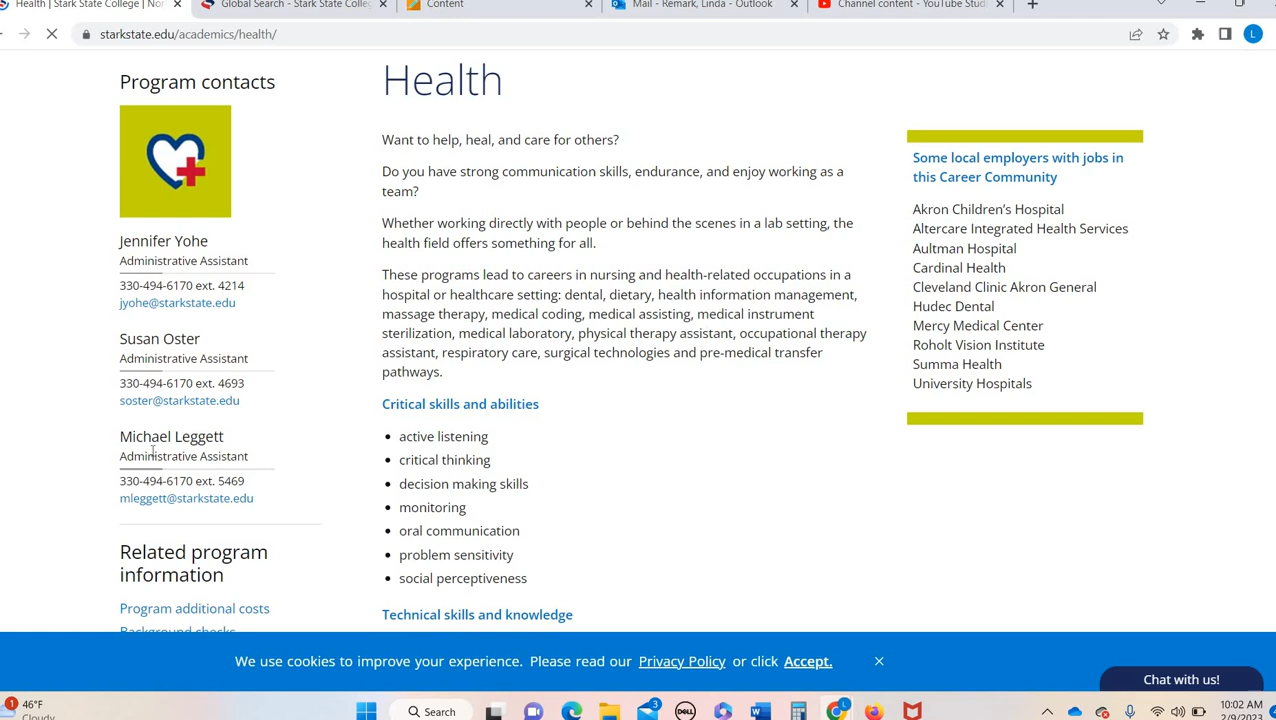 Health | Stark State College | Nor
Global Search - Stark State Colle
Content
Mail - Remark, Linda - Outlook
Channel content - YouTube Stud
starkstate.edu/academics/health/
L
Program contacts
Jennifer Yohe
Administrative Assistant
330-494-6170 ext. 4214
jyohe@starkstate.edu
Susan Oster
Administrative Assistant
330-494-6170 ext. 4693
soster@starkstate.edu
Michael Leggett
Administrative Assistant
330-494-6170 ext. 5469
mleggett@starkstate.edu
Related program
information
Program additional costs
Background checks
Health
Want to help, heal, and care for others?
Do you have strong communication skills, endurance, and enjoy working as a
team?
Whether working directly with people or behind the scenes in a lab setting, the
health field offers something for all.
These programs lead to careers in nursing and health-related occupations in a
hospital or healthcare setting: dental, dietary, health information management,
massage therapy, medical coding, medical assisting, medical instrument
sterilization, medical laboratory, physical therapy assistant, occupational therapy
assistant, respiratory care, surgical technologies and pre-medical transfer
pathways.
Critical skills and abilities
• active listening
• critical thinking
• decision making skills
• monitoring
• oral communication
• problem sensitivity
• social perceptiveness
Technical skills and knowledge
Some local employers with jobs in
this Career Community
Akron Children's Hospital
Altercare Integrated Health Services
Aultman Hospital
Cardinal Health
Cleveland Clinic Akron General
Hudec Dental
Mercy Medical Center
Roholt Vision Institute
Summa Health
University Hospitals
We use cookies to improve your experience. Please read our Privacy Policy or click Accept.
Chat with us!
1
46°F
Cloudy
Search
3
DELL
L
10:02 AM
2/9/2023